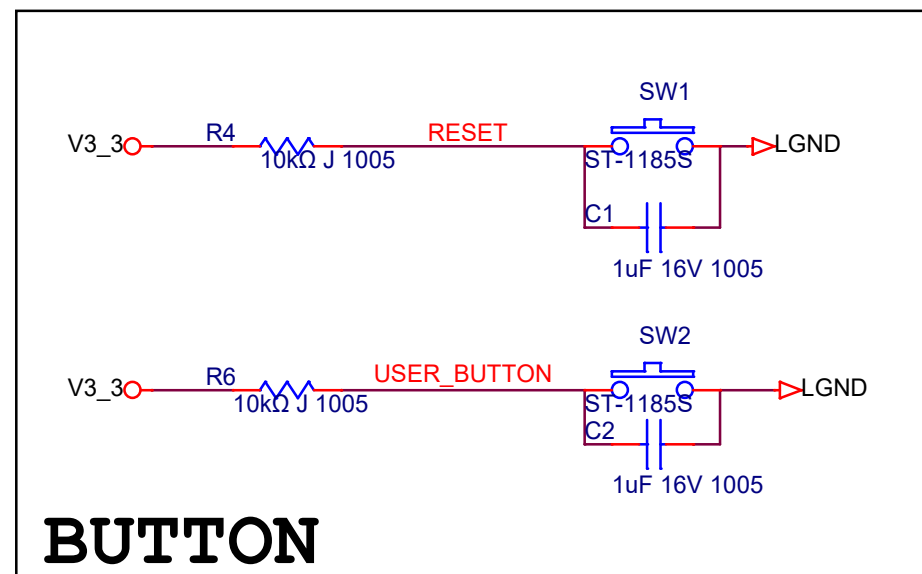 SW1
V3_3
R4
RESET
LGND
10kΩ J 1005
ST-1185S
C1
1uF 16V 1005
SW2
V3_3
R6
USER_BUTTON
LGND
10kΩ J 1005
ST-1185S
C2
1uF 16V 1005
BUTTON